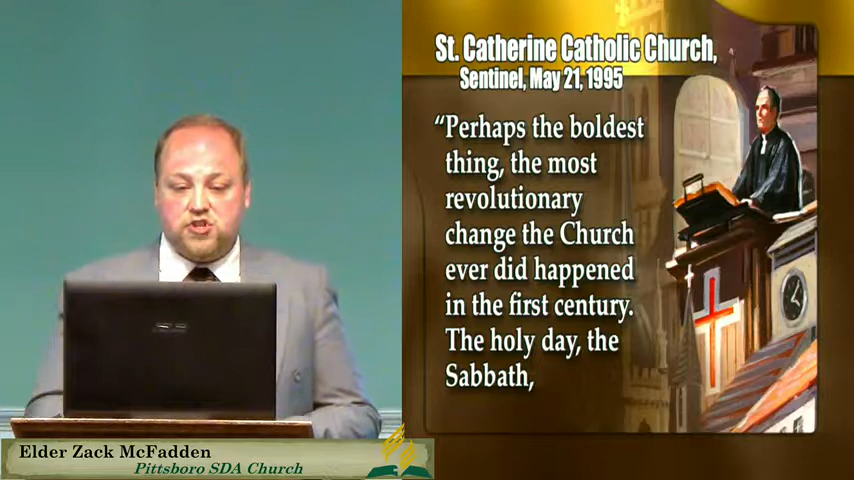 St. Catherine Catholic Church,
Sentinel, May 21, 1995
“Perhaps the boldest
thing, the most
revolutionary
change the Church
ever did happened
in the first century.
The holy day, the
Sabbath,
Elder Zack McFadden
Pittsboro SDA Church